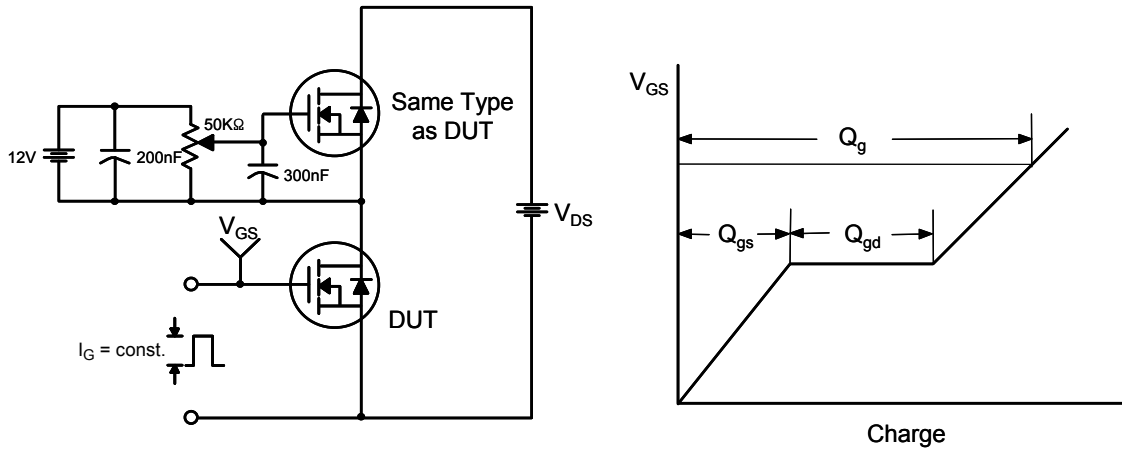 Same Type
as DUT
50KΩ
12V
200nF
300nF
V_GS
V_DS
DUT
I_G = const.
V_GS
Q_g
Q_gs
Q_gd
Charge